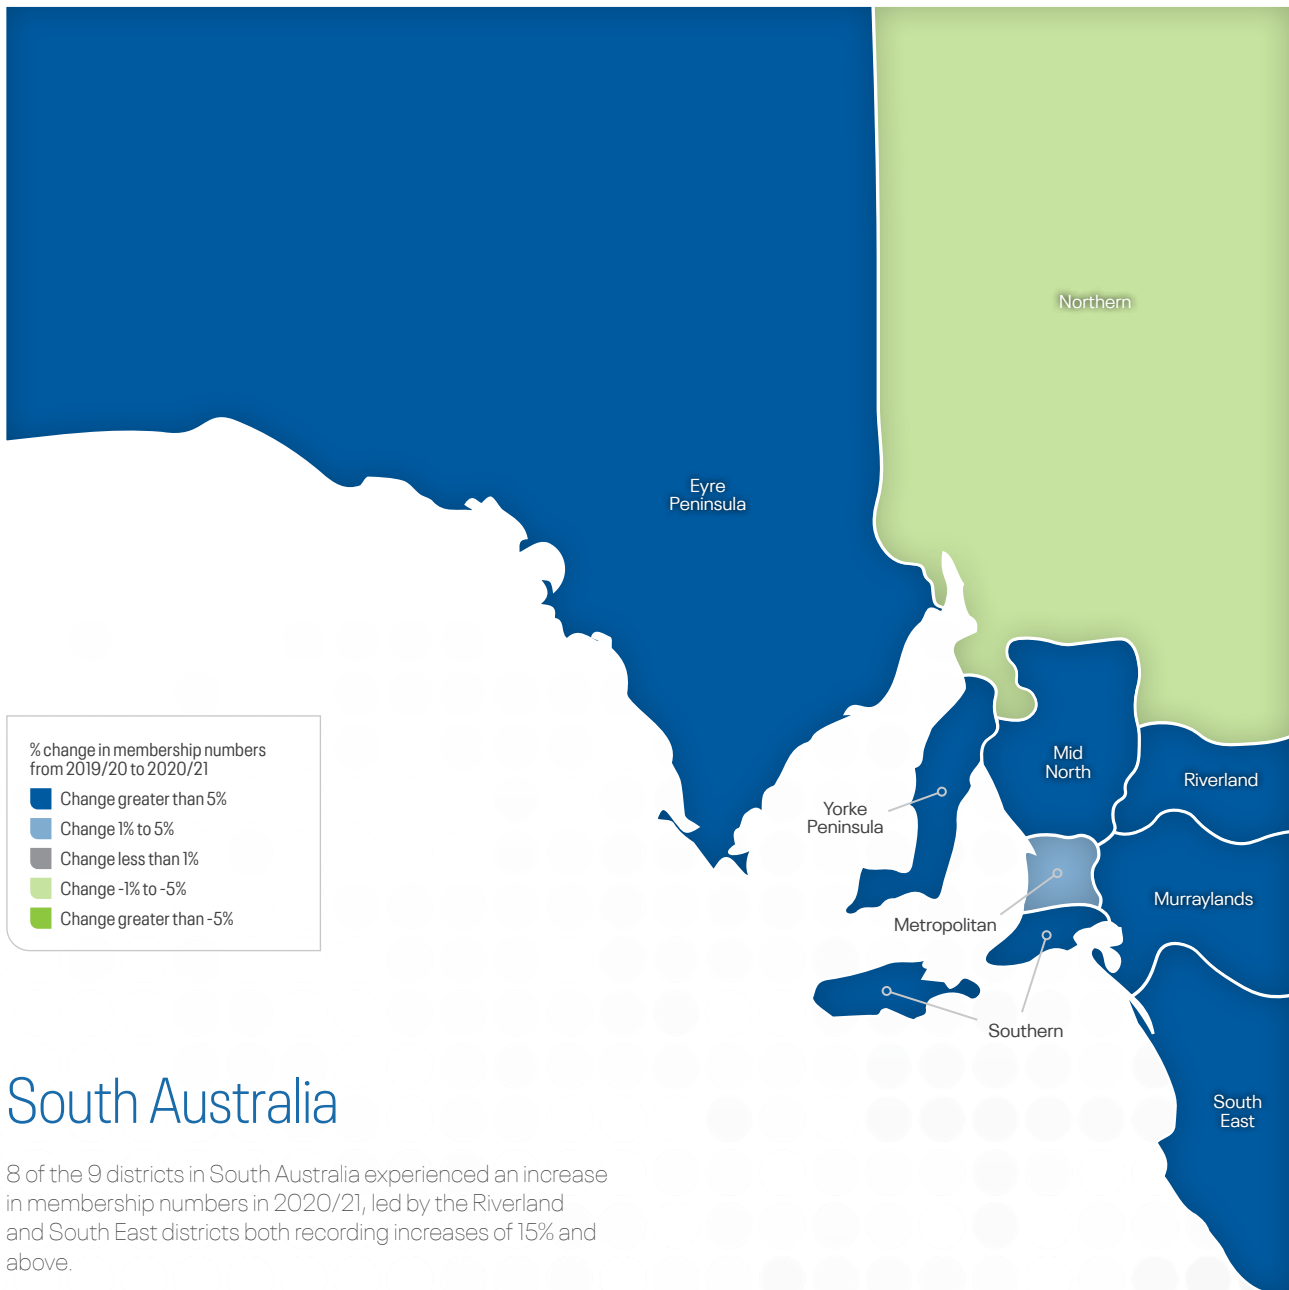 Northern
Eyre
Peninsula
% change in membership numbers
from 2019/20 to 2020/21
Change greater than 5%
Change 1% to 5%
Change less than 1%
Change -1% to -5%
Change greater than -5%
Mid
North
Riverland
Yorke
Peninsula
Murraylands
Metropolitan
Southern
South
East
South Australia
8 of the 9 districts in South Australia experienced an increase
in membership numbers in 2020/21, led by the Riverland
and South East districts both recording increases of 15% and
above.